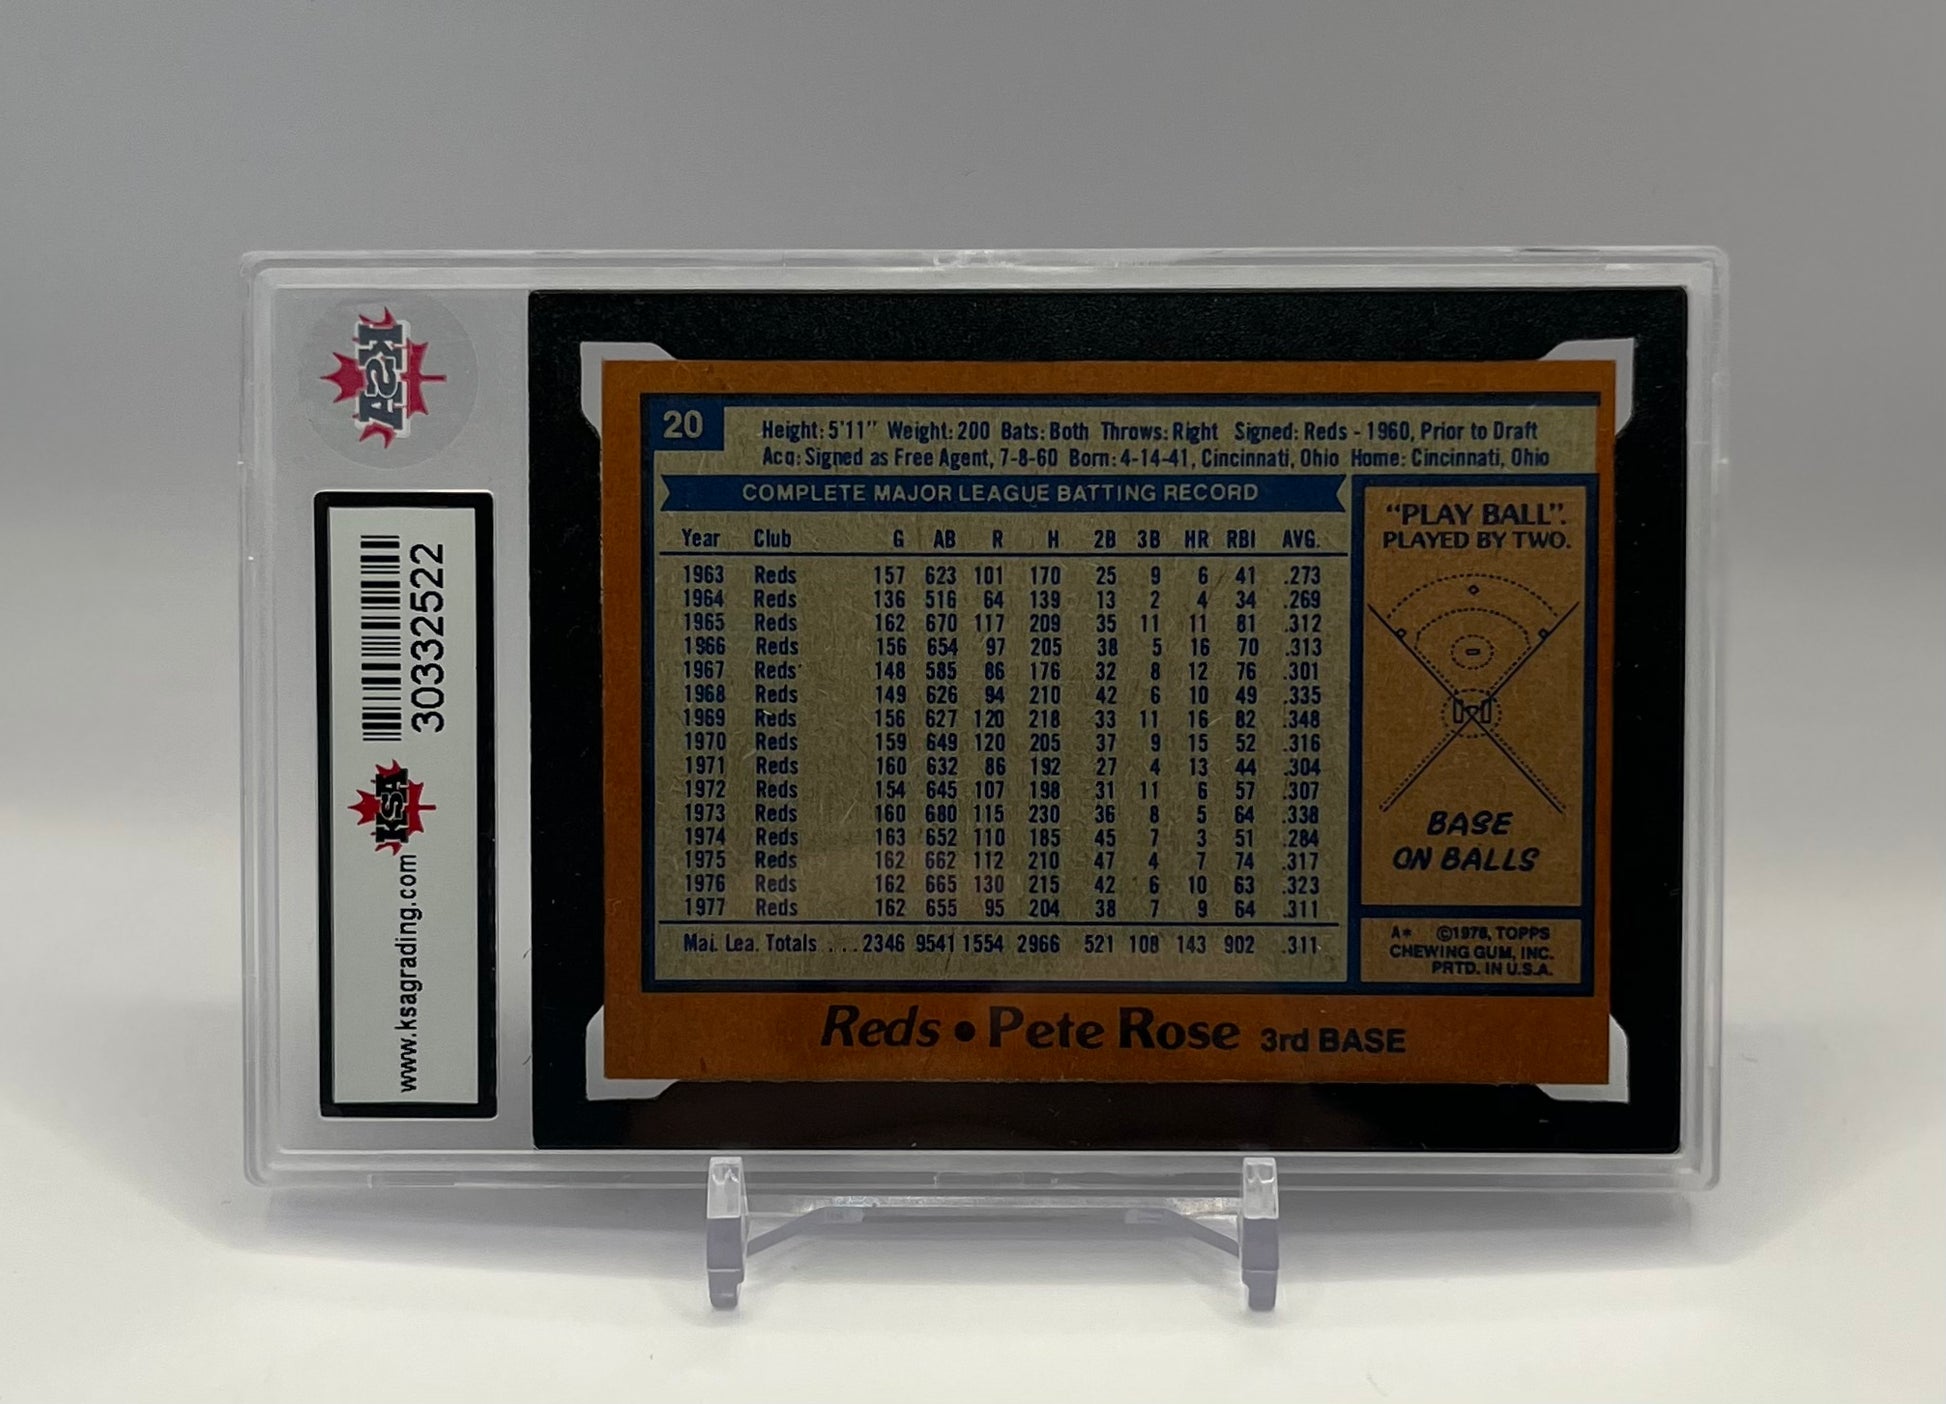 KSA
303322522
KSA
www.ksagrading.com
20
Height: 5'11" Weight: 200 Bats: Both Throws: Right Signed: Reds - 1960, Prior to Draft
Acq: Signed as Free Agent, 7-8-60 Born: 4-14-41, Cincinnati, Ohio Home: Cincinnati, Ohio
COMPLETE MAJOR LEAGUE BATTING RECORD
Year Club G AB R H 2B 3B HR RBI AVG.
1963 Reds 157 623 101 170 25 9 6 41 .273
1964 Reds 136 516 64 139 13 2 4 34 .269
1965 Reds 162 670 117 209 35 11 11 81 .312
1966 Reds 156 654 97 205 38 5 16 70 .313
1967 Reds 148 585 86 176 32 8 12 76 .301
1968 Reds 149 626 94 210 42 6 10 49 .335
1969 Reds 156 627 120 218 33 11 16 82 .348
1970 Reds 159 649 120 205 37 9 15 52 .316
1971 Reds 160 632 86 192 27 4 13 44 .304
1972 Reds 154 645 107 198 31 11 6 57 .307
1973 Reds 160 680 115 230 36 8 5 64 .338
1974 Reds 163 652 110 185 45 7 3 51 .284
1975 Reds 162 662 112 210 47 4 7 74 .317
1976 Reds 162 665 130 215 42 6 10 63 .323
1977 Reds 162 655 95 204 38 7 9 64 .311
Maj. Lea. Totals .... 2346 9541 1554 2966 521 108 143 902 .311
"PLAY BALL".
PLAYED BY TWO.
BASE
ON BALLS
A* ©1978, TOPPS
CHEWING GUM, INC.
PRTD. IN U.S.A.
Reds • Pete Rose 3rd BASE